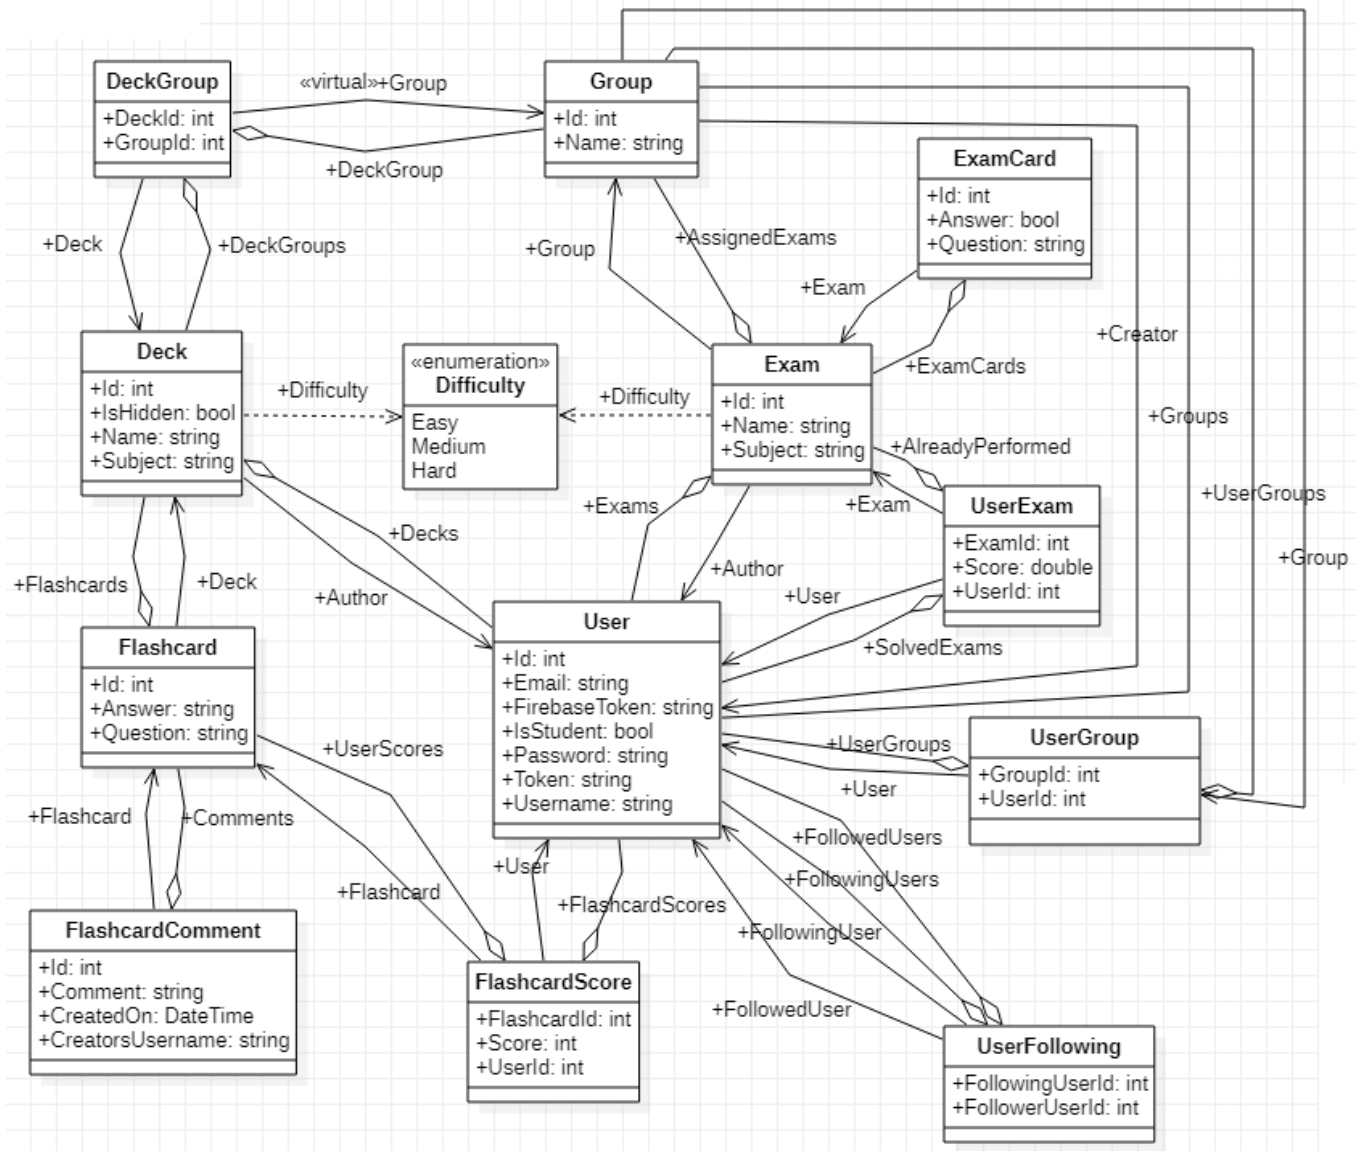 DeckGroup
+DeckId: int
+GroupId: int
«virtual»+Group
+DeckGroup
Group
+Id: int
+Name: string
ExamCard
+Id: int
+Answer: bool
+Question: string
+Deck
+DeckGroups
+Group
+AssignedExams
+Exam
+ExamCards
+Creator
+Groups
+UserGroups
+Group
Deck
+Id: int
+IsHidden: bool
+Name: string
+Subject: string
+Difficulty
«enumeration»
Difficulty
Easy
Medium
Hard
+Difficulty
Exam
+Id: int
+Name: string
+Subject: string
+AlreadyPerformed
+Exam
UserExam
+ExamId: int
+Score: double
+UserId: int
+Exams
+Author
+User
+SolvedExams
+Decks
+Author
+Flashcards
+Deck
Flashcard
+Id: int
+Answer: string
+Question: string
User
+Id: int
+Email: string
+FirebaseToken: string
+IsStudent: bool
+Password: string
+Token: string
+Username: string
+UserGroups
+User
UserGroup
+GroupId: int
+UserId: int
+UserScores
+Flashcard
+Comments
+Flashcard
+User
+FlashcardScores
+FollowedUsers
+FollowingUsers
+FollowingUser
+FollowedUser
FlashcardComment
+Id: int
+Comment: string
+CreatedOn: DateTime
+CreatorsUsername: string
FlashcardScore
+FlashcardId: int
+Score: int
+UserId: int
UserFollowing
+FollowingUserId: int
+FollowerUserId: int